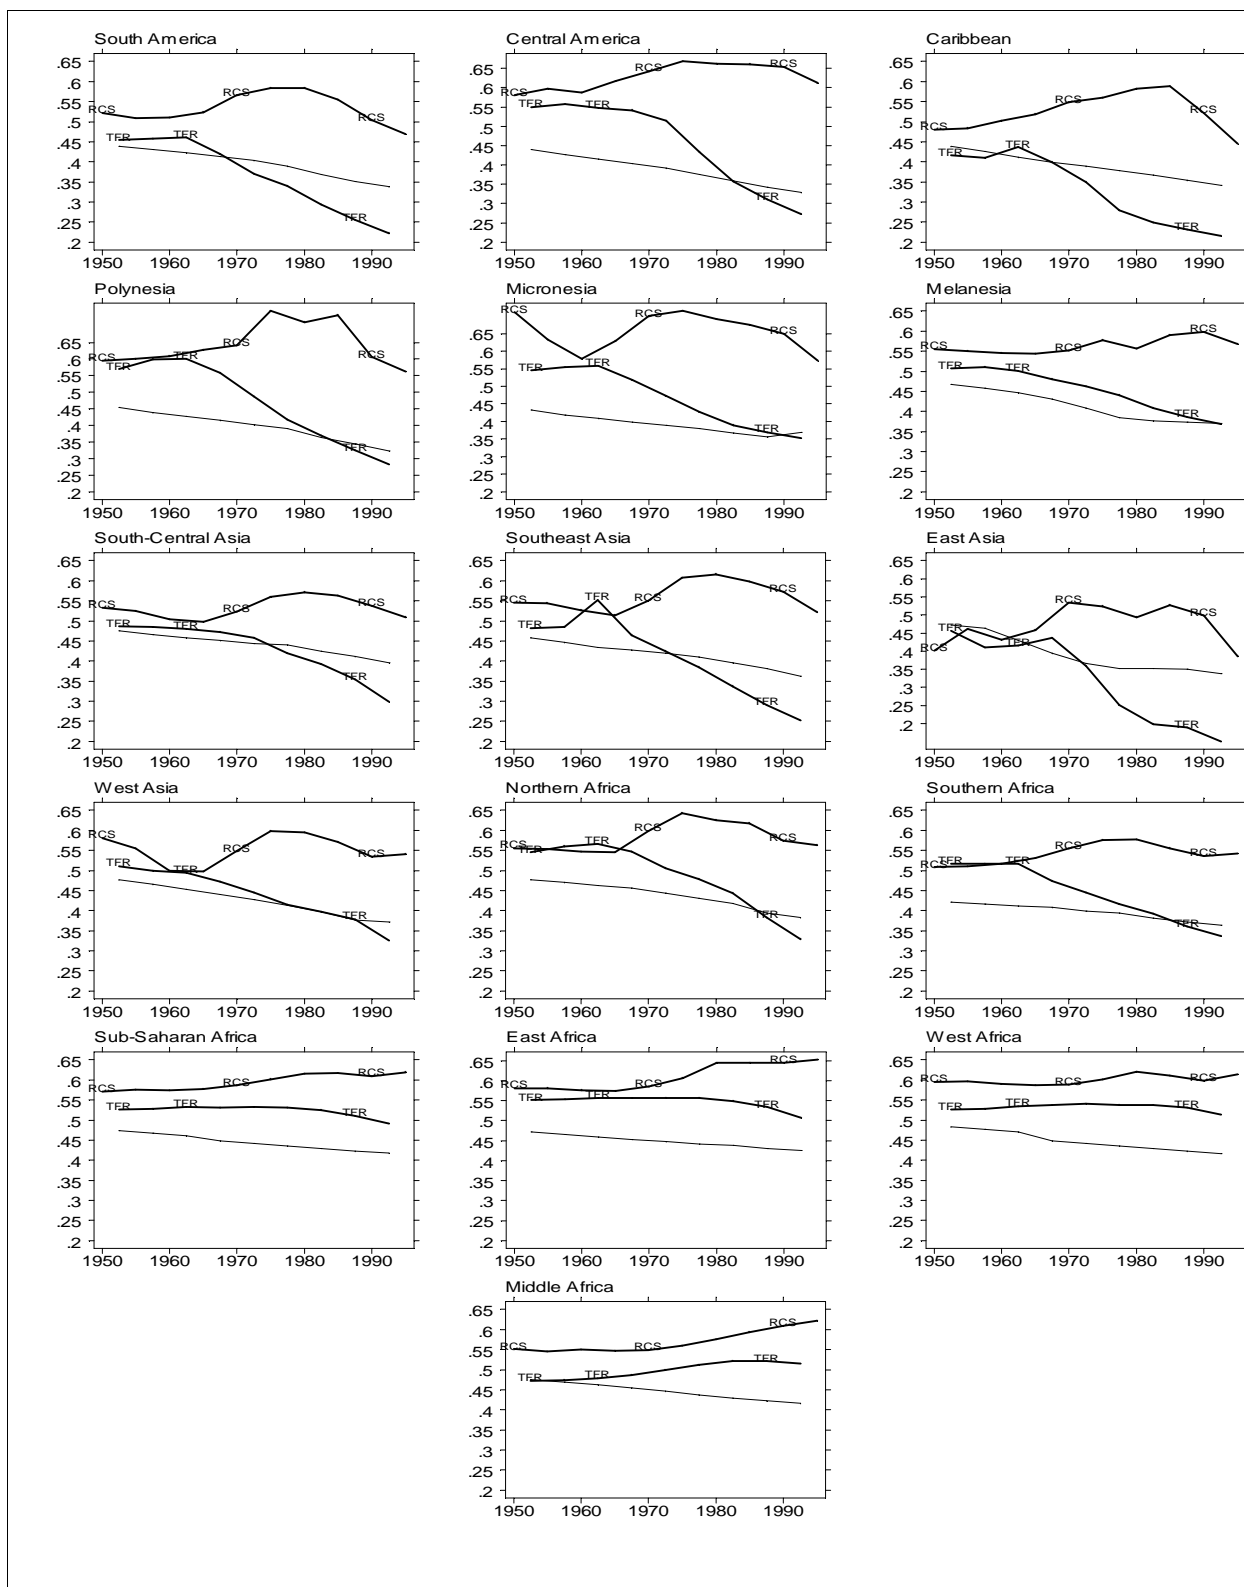 South America
.65
.6
.55
.5
.45
.4
.35
.3
.25
.2
RCS
RCS
RCS
TFR
TFR
TFR
1950 1960 1970 1980 1990
Central America
.65
.6
.55
.5
.45
.4
.35
.3
.25
.2
RCS
RCS
RCS
TFR
TFR
TFR
1950 1960 1970 1980 1990
Caribbean
.65
.6
.55
.5
.45
.4
.35
.3
.25
.2
RCS
RCS
RCS
TFR
TFR
TFR
1950 1960 1970 1980 1990
Polynesia
.65
.6
.55
.5
.45
.4
.35
.3
.25
.2
RCS
RCS
RCS
TFR
TFR
TFR
1950 1960 1970 1980 1990
Micronesia
.65
.6
.55
.5
.45
.4
.35
.3
.25
.2
RCS
RCS
RCS
TFR
TFR
TFR
1950 1960 1970 1980 1990
Melanesia
.65
.6
.55
.5
.45
.4
.35
.3
.25
.2
RCS
RCS
RCS
TFR
TFR
TFR
1950 1960 1970 1980 1990
South-Central Asia
.65
.6
.55
.5
.45
.4
.35
.3
.25
.2
RCS
RCS
RCS
TFR
TFR
TFR
1950 1960 1970 1980 1990
Southeast Asia
.65
.6
.55
.5
.45
.4
.35
.3
.25
.2
RCS
RCS
RCS
TFR
TFR
TFR
1950 1960 1970 1980 1990
East Asia
.65
.6
.55
.5
.45
.4
.35
.3
.25
.2
RCS
RCS
RCS
TFR
TFR
TFR
1950 1960 1970 1980 1990
West Asia
.65
.6
.55
.5
.45
.4
.35
.3
.25
.2
RCS
RCS
RCS
TFR
TFR
TFR
1950 1960 1970 1980 1990
Northern Africa
.65
.6
.55
.5
.45
.4
.35
.3
.25
.2
RCS
RCS
RCS
TFR
TFR
TFR
1950 1960 1970 1980 1990
Southern Africa
.65
.6
.55
.5
.45
.4
.35
.3
.25
.2
RCS
RCS
RCS
TFR
TFR
TFR
1950 1960 1970 1980 1990
Sub-Saharan Africa
.65
.6
.55
.5
.45
.4
.35
.3
.25
.2
RCS
RCS
RCS
TFR
TFR
TFR
1950 1960 1970 1980 1990
East Africa
.65
.6
.55
.5
.45
.4
.35
.3
.25
.2
RCS
RCS
RCS
TFR
TFR
TFR
1950 1960 1970 1980 1990
West Africa
.65
.6
.55
.5
.45
.4
.35
.3
.25
.2
RCS
RCS
RCS
TFR
TFR
TFR
1950 1960 1970 1980 1990
Middle Africa
.65
.6
.55
.5
.45
.4
.35
.3
.25
.2
RCS
RCS
RCS
TFR
TFR
TFR
1950 1960 1970 1980 1990